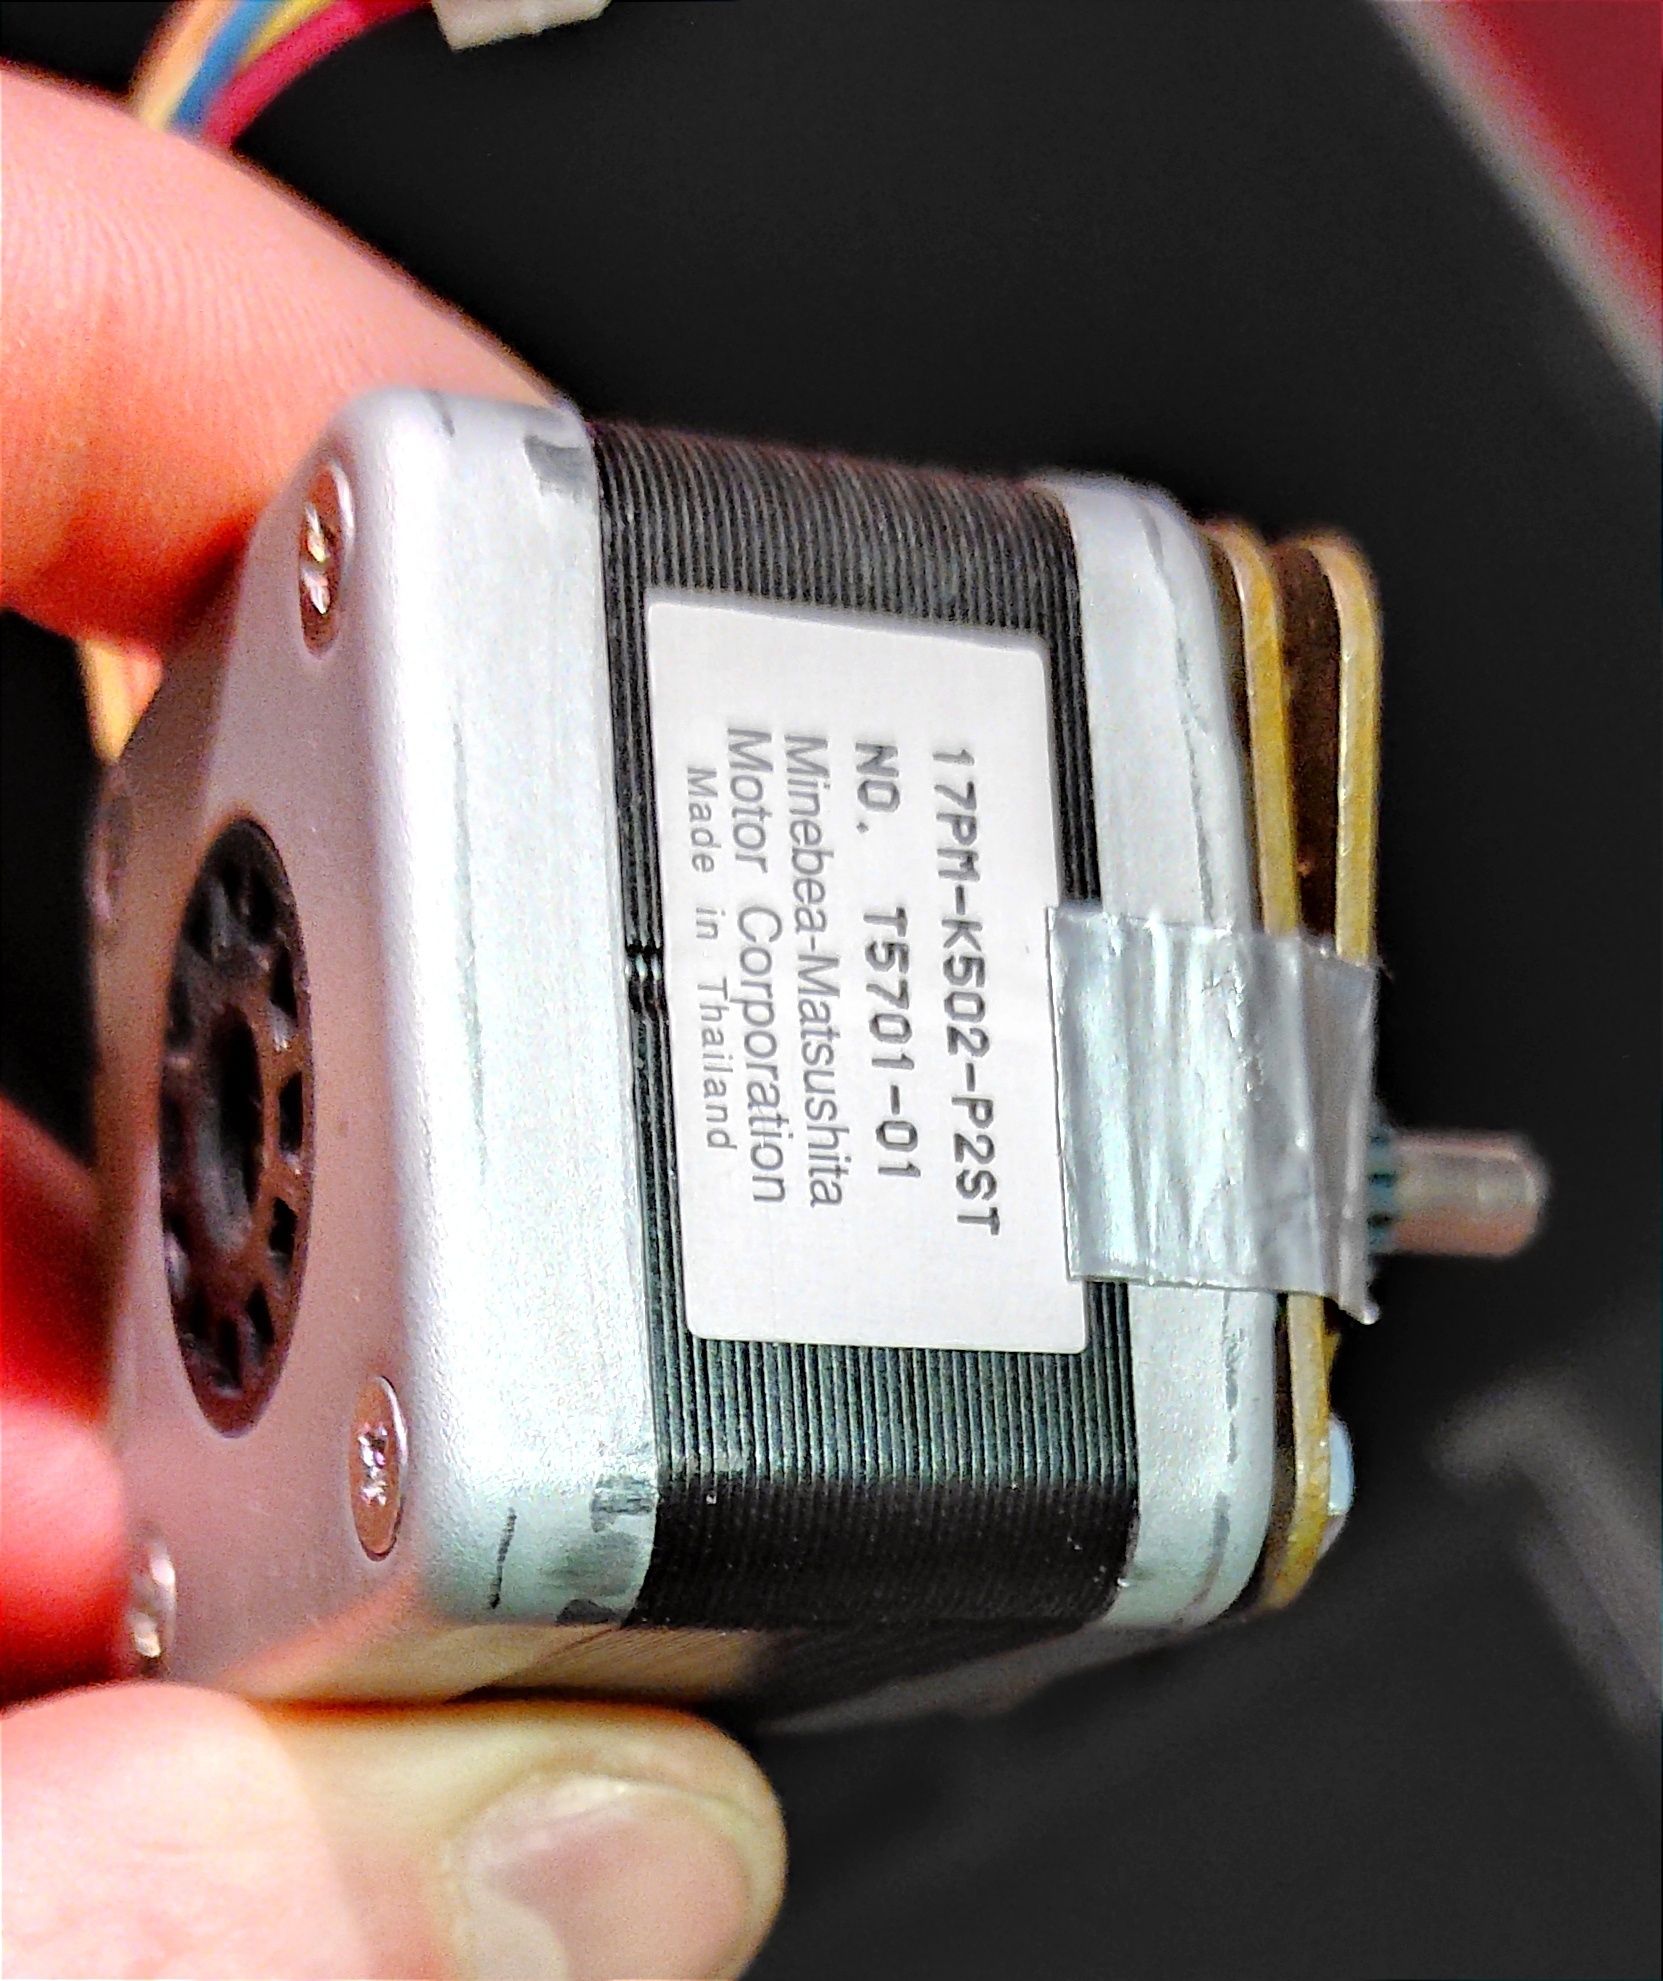 17PM-K502-P2ST
NO. T5701-01
Minebea-Matsushita
Motor Corporation
Made in Thailand